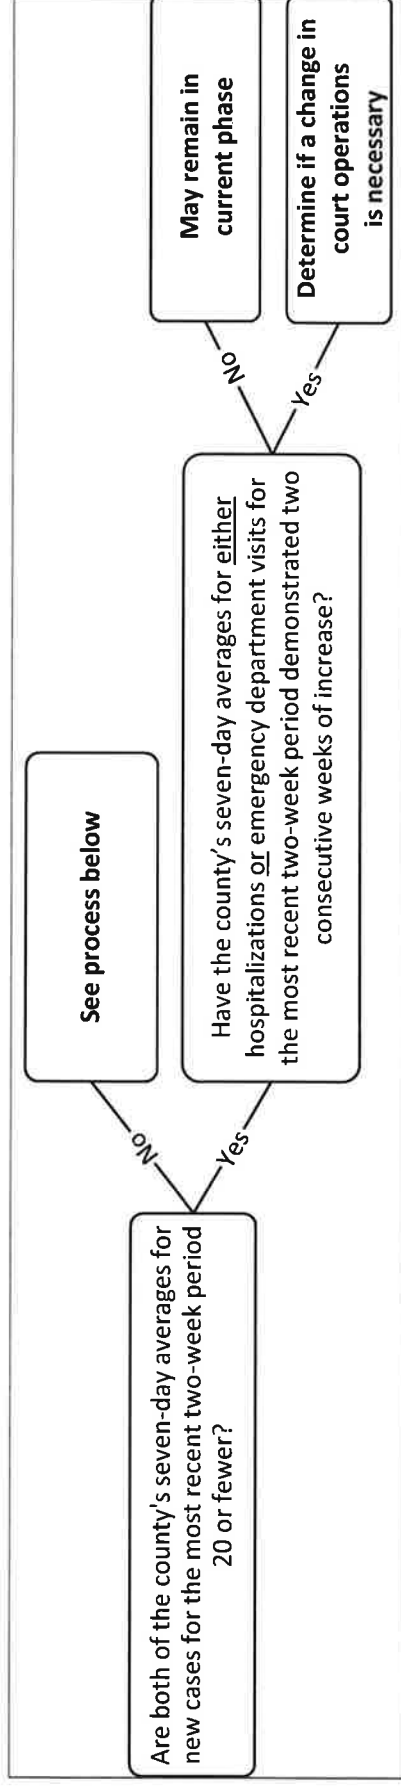 Are both of the county's seven-day averages for
new cases for the most recent two-week period
20 or fewer?
No
Yes
See process below
Have the county's seven-day averages for either
hospitalizations or emergency department visits for
the most recent two-week period demonstrated two
consecutive weeks of increase?
No
Yes
May remain in
current phase
Determine if a change in
court operations
is necessary